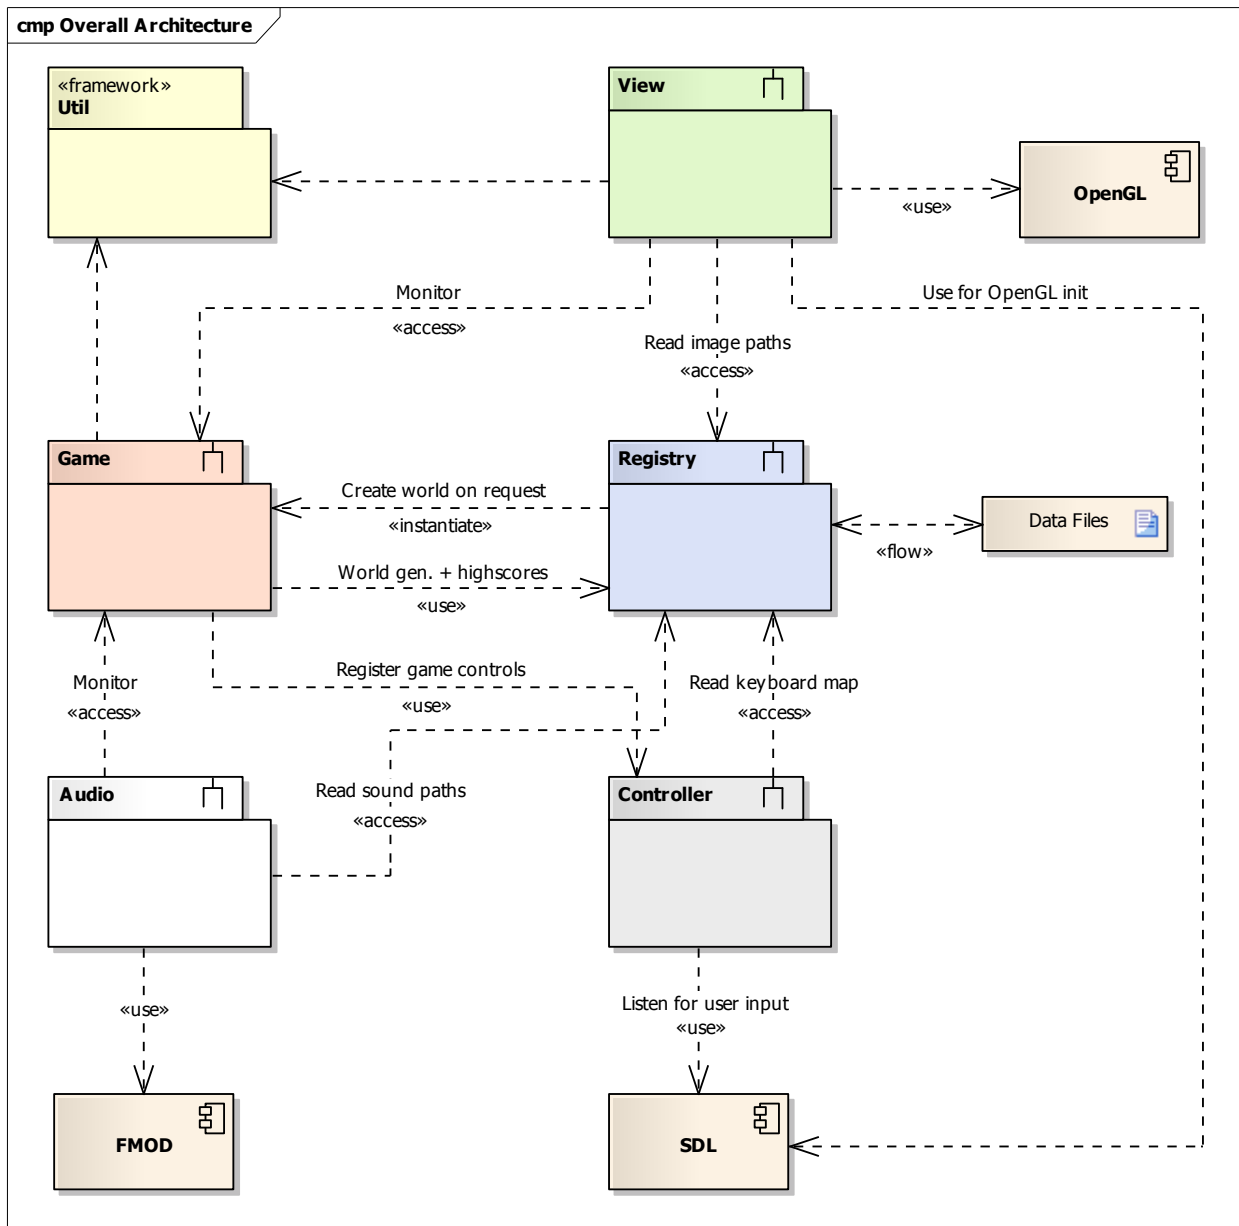 cmp Overall Architecture
«framework»
Util
View
OpenGL
«use»
Monitor
«access»
Use for OpenGL init
Read image paths
«access»
Game
Registry
Create world on request
«instantiate»
Data Files
«flow»
World gen. + highscores
«use»
Register game controls
«use»
Monitor
«access»
Read keyboard map
«access»
Read sound paths
«access»
Audio
Controller
«use»
Listen for user input
«use»
FMOD
SDL